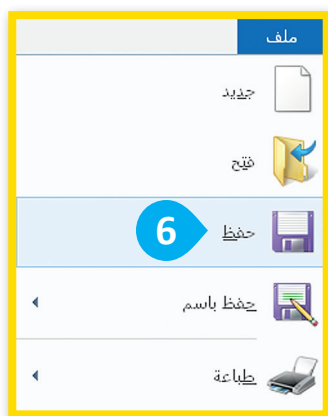 ملف
جديد
فتح
حفظ
6
حفظ باسم
طباعة